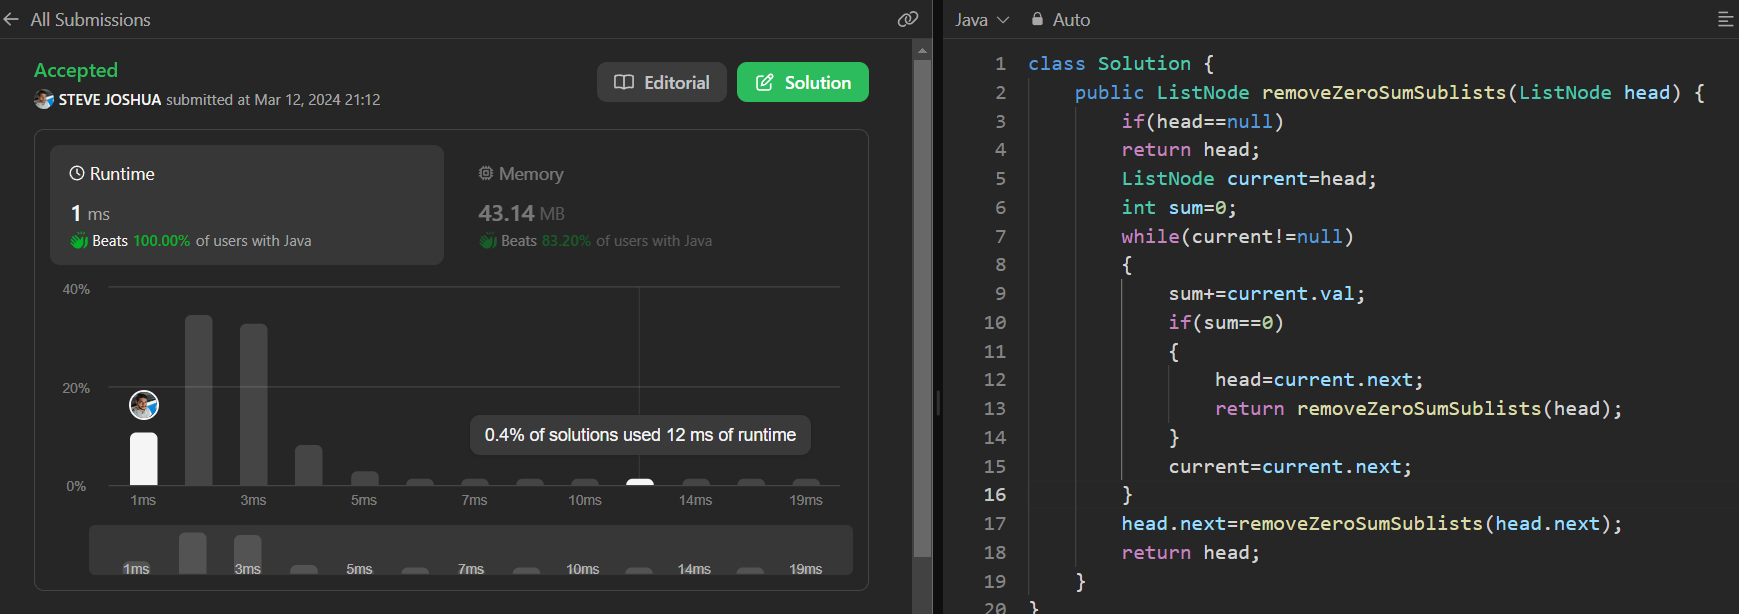 All Submissions
Accepted
STEVE JOSHUA submitted at Mar 12, 2024 21:12
Editorial
Solution
Runtime
1 ms
Beats 100.00% of users with Java
Memory
43.14 MB
Beats 83.20% of users with Java
40%
20%
0%
0.4% of solutions used 12 ms of runtime
1ms 3ms 5ms 7ms 10ms 14ms 19ms
1ms 3ms 5ms 7ms 10ms 14ms 19ms
Java Auto
1 class Solution {
2 public ListNode removeZeroSumSublists(ListNode head) {
3 if(head==null)
4 return head;
5 ListNode current=head;
6 int sum=0;
7 while(current!=null)
8 {
9 sum+=current.val;
10 if(sum==0)
11 {
12 head=current.next;
13 return removeZeroSumSublists(head);
14 }
15 current=current.next;
16 }
17 head.next=removeZeroSumSublists(head.next);
18 return head;
19 }
20 }